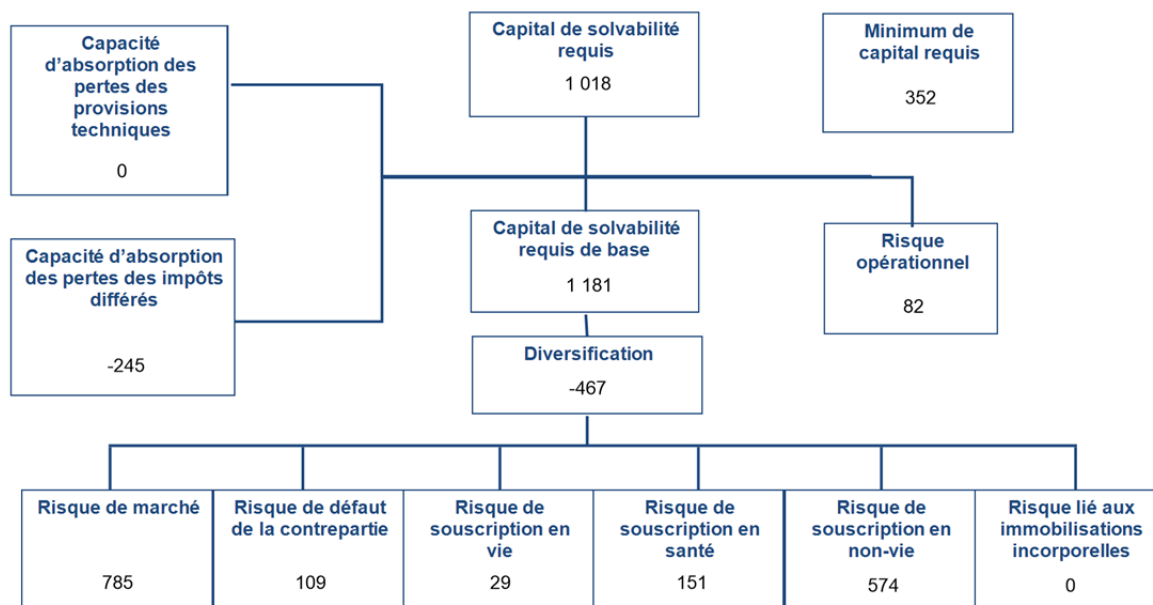 Capacité
d’absorption des
pertes des
provisions
techniques
0
Capital de solvabilité
requis
1 018
Minimum de
capital requis
352
Capacité d’absorption
des pertes des impôts
différés
-245
Capital de solvabilité
requis de base
1 181
Risque
opérationnel
82
Diversification
-467
Risque de marché
785
Risque de défaut
de la contrepartie
109
Risque de
souscription en
vie
29
Risque de
souscription en
santé
151
Risque de
souscription en
non-vie
574
Risque lié aux
immobilisations
incorporelles
0